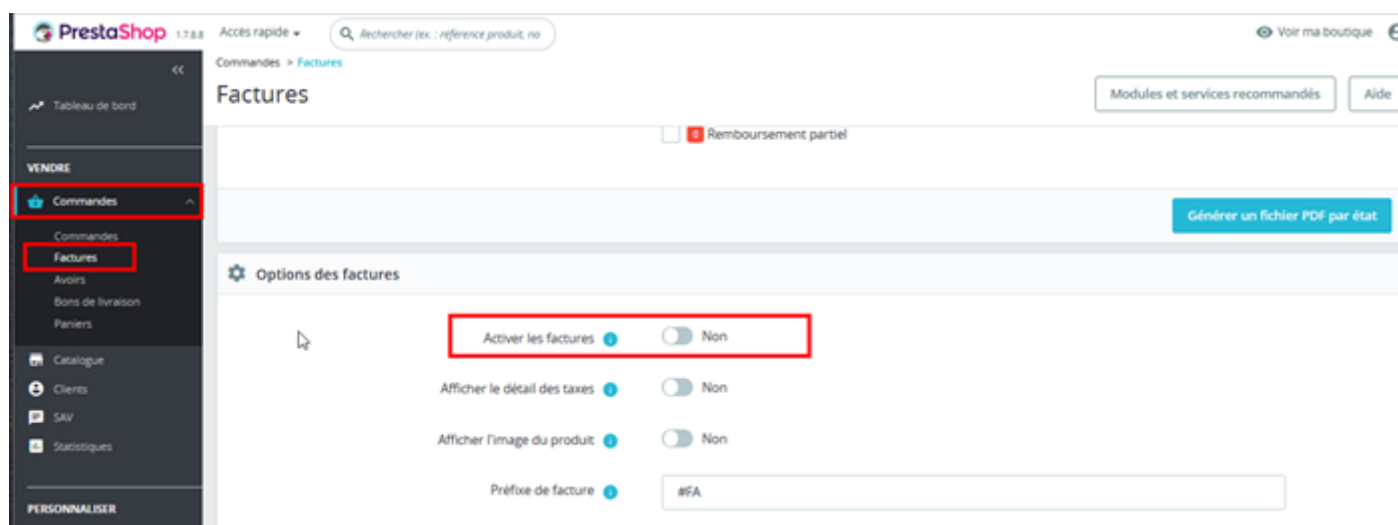 PrestaShop 1.7.8.8 Accès rapide Rechercher (ex. : référence produit, no Voir ma boutique
Commandes > Factures
Factures
Modules et services recommandés Aide
Tableau de bord
VENDRE
Commandes
Commandes
Factures
Avoirs
Bons de livraison
Paniers
Catalogue
Clients
SAV
Statistiques
PERSONNALISER
0 Remboursement partiel
Générer un fichier PDF par état
Options des factures
Activer les factures Non
Afficher le détail des taxes Non
Afficher l'image du produit Non
Préfixe de facture #FA